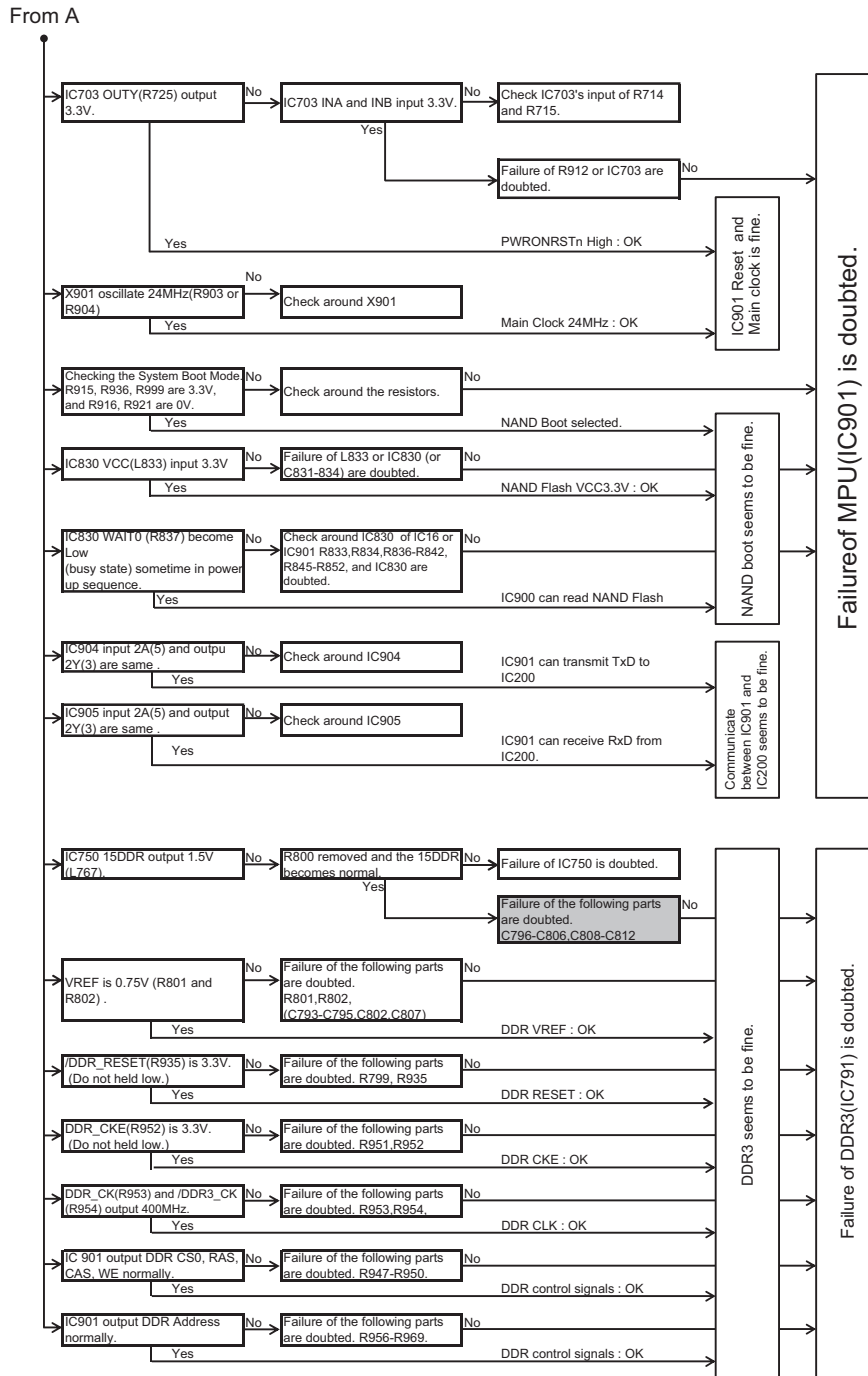 From A
IC703 OUTY(R725) output
3.3V.
No
IC703 INA and INB input 3.3V.
No
Check IC703's input of R714
and R715.
Yes
Failure of R912 or IC703 are
doubted.
No
Yes
PWRONRSTn High : OK
X901 oscillate 24MHz(R903 or
R904)
No
Check around X901
Yes
Main Clock 24MHz : OK
IC901 Reset and
Main clock is fine.
Checking the System Boot Mode.
R915, R936, R999 are 3.3V,
and R916, R921 are 0V.
No
Check around the resistors.
No
Yes
NAND Boot selected.
IC830 VCC(L833) input 3.3V
No
Failure of L833 or IC830 (or
C831-834) are doubted.
No
Yes
NAND Flash VCC3.3V : OK
IC830 WAIT0 (R837) become
Low
(busy state) sometime in power
up sequence.
No
Check around IC830 of IC16 or
IC901 R833,R834,R836-R842,
R845-R852, and IC830 are
doubted.
No
Yes
IC900 can read NAND Flash
NAND boot seems to be fine.
IC904 input 2A(5) and outpu
2Y(3) are same .
No
Check around IC904
Yes
IC901 can transmit TxD to
IC200
IC905 input 2A(5) and output
2Y(3) are same .
No
Check around IC905
Yes
IC901 can receive RxD from
IC200.
Communicate
between IC901 and
IC200 seems to be fine.
Failureof MPU(IC901) is doubted.
IC750 15DDR output 1.5V
(L767).
No
R800 removed and the 15DDR
becomes normal.
No
Failure of IC750 is doubted.
Yes
Failure of the following parts
are doubted.
C796-C806,C808-C812
No
VREF is 0.75V (R801 and
R802) .
No
Failure of the following parts
are doubted.
R801,R802,
(C793-C795,C802,C807)
No
Yes
DDR VREF : OK
/DDR_RESET(R935) is 3.3V.
(Do not held low.)
No
Failure of the following parts
are doubted. R799, R935
No
Yes
DDR RESET : OK
DDR_CKE(R952) is 3.3V.
(Do not held low.)
No
Failure of the following parts
are doubted. R951,R952
No
Yes
DDR CKE : OK
DDR_CK(R953) and /DDR3_CK
(R954) output 400MHz.
No
Failure of the following parts
are doubted. R953,R954,
No
Yes
DDR CLK : OK
IC 901 output DDR CS0, RAS,
CAS, WE normally.
No
Failure of the following parts
are doubted. R947-R950.
No
Yes
DDR control signals : OK
IC901 output DDR Address
normally.
No
Failure of the following parts
are doubted. R956-R969.
No
Yes
DDR control signals : OK
DDR3 seems to be fine.
Failure of DDR3(IC791) is doubted.